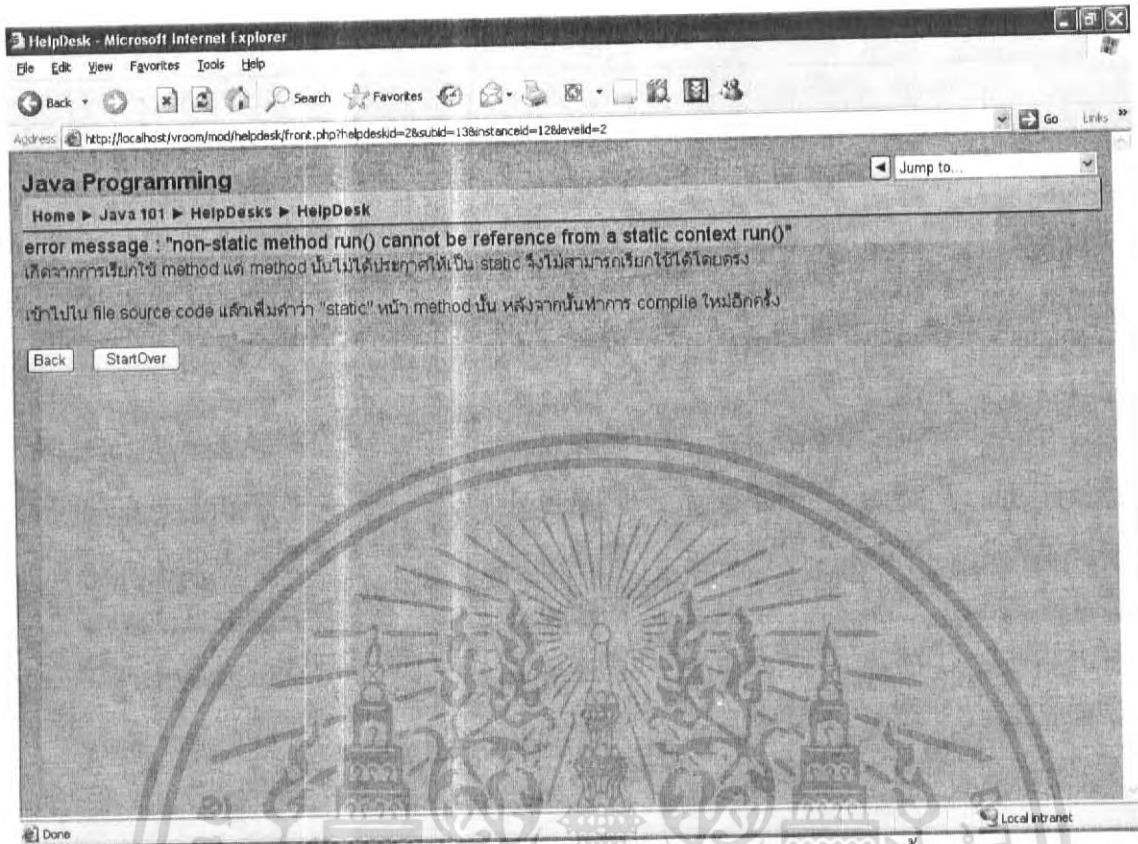 HelpDesk - Microsoft Internet Explorer
File Edit View Favorites Tools Help
Back Search Favorites
Address http://localhost/vroom/mod/helpdesk/front.php?helpdeskid=2&subid=13&instanceid=12&levelid=2 Go Links »
Java Programming
Jump to...
Home ► Java 101 ► HelpDesks ► HelpDesk
error message : "non-static method run() cannot be reference from a static context run()"
เกิดจากการเรียกใช้ method แต่ method นั้นไม่ได้ประกาศให้เป็น static จึงไม่สามารถเรียกใช้ได้โดยตรง
เข้าไปใน file source code แล้วเพิ่มคำว่า "static" หน้า method นั้น หลังจากนั้นทำการ compile ใหม่อีกครั้ง
Back StartOver
Done
Local intranet